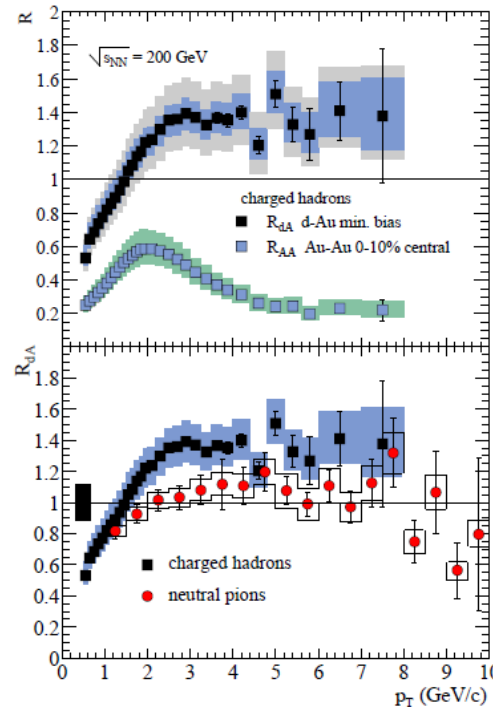 R
√sNN = 200 GeV
1.8
1.6
1.4
1.2
1
0.8
0.6
0.4
0.2
charged hadrons
RdA d-Au min. bias
RAA Au-Au 0-10% central
RdA
1.8
1.6
1.4
1.2
1
0.8
0.6
0.4
0.2
0
charged hadrons
neutral pions
0 1 2 3 4 5 6 7 8 9 10
pT (GeV/c)